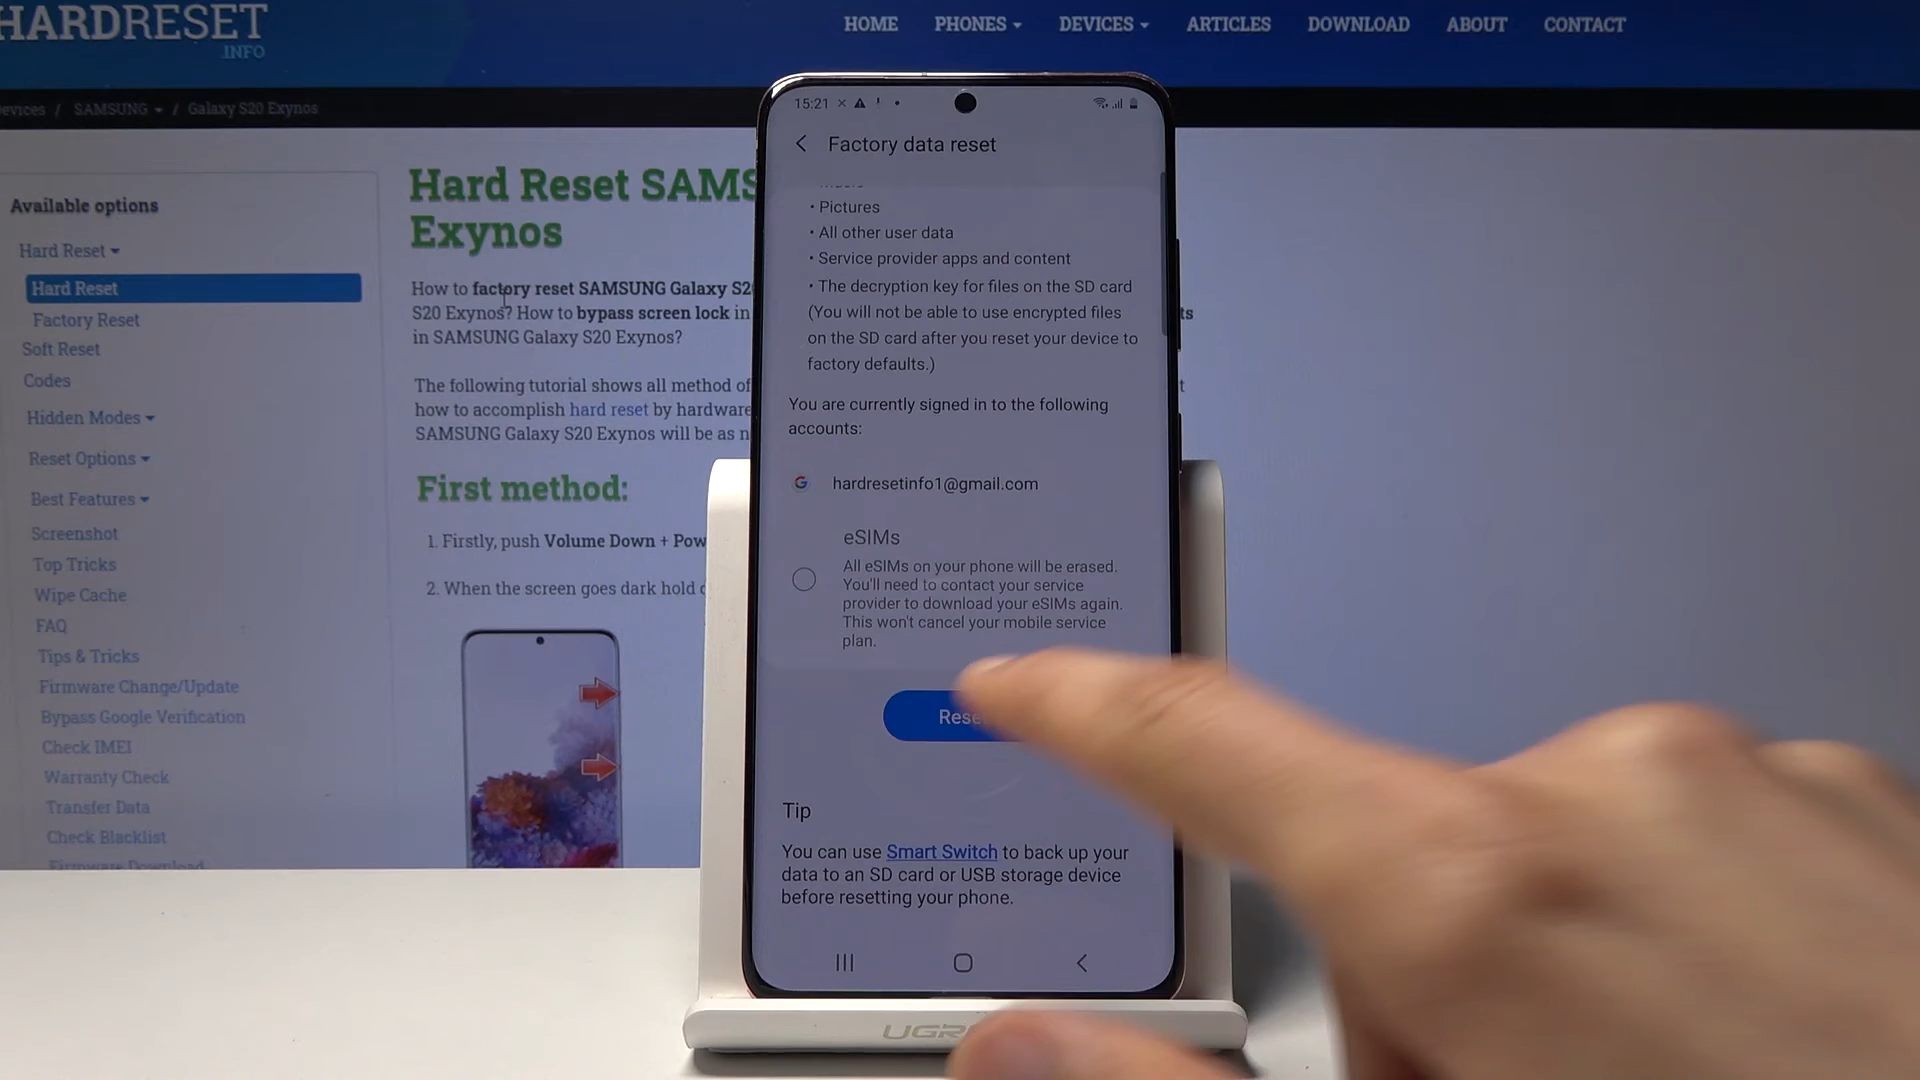 HARDRESET
.INFO
HOME PHONES DEVICES ARTICLES DOWNLOAD ABOUT CONTACT
/ SAMSUNG / Galaxy S20 Exynos
Available options
Hard Reset
Hard Reset
Factory Reset
Soft Reset
Codes
Hidden Modes
Reset Options
Best Features
Screenshot
Top Tricks
Wipe Cache
FAQ
Tips & Tricks
Firmware Change/Update
Bypass Google Verification
Check IMEI
Warranty Check
Transfer Data
Check Blacklist
Firmware Download
Hard Reset SAMS
Exynos
How to factory reset SAMSUNG Galaxy S20
S20 Exynos? How to bypass screen lock in
in SAMSUNG Galaxy S20 Exynos?
The following tutorial shows all method of
how to accomplish hard reset by hardware
SAMSUNG Galaxy S20 Exynos will be as n
First method:
1. Firstly, push Volume Down + Pow
2. When the screen goes dark hold
15:21
Factory data reset
• Pictures
• All other user data
• Service provider apps and content
• The decryption key for files on the SD card
(You will not be able to use encrypted files
on the SD card after you reset your device to
factory defaults.)
You are currently signed in to the following
accounts:
G hardresetinfo1@gmail.com
eSIMs
All eSIMs on your phone will be erased.
You'll need to contact your service
provider to download your eSIMs again.
This won't cancel your mobile service
plan.
Rese
Tip
You can use Smart Switch to back up your
data to an SD card or USB storage device
before resetting your phone.
UGR